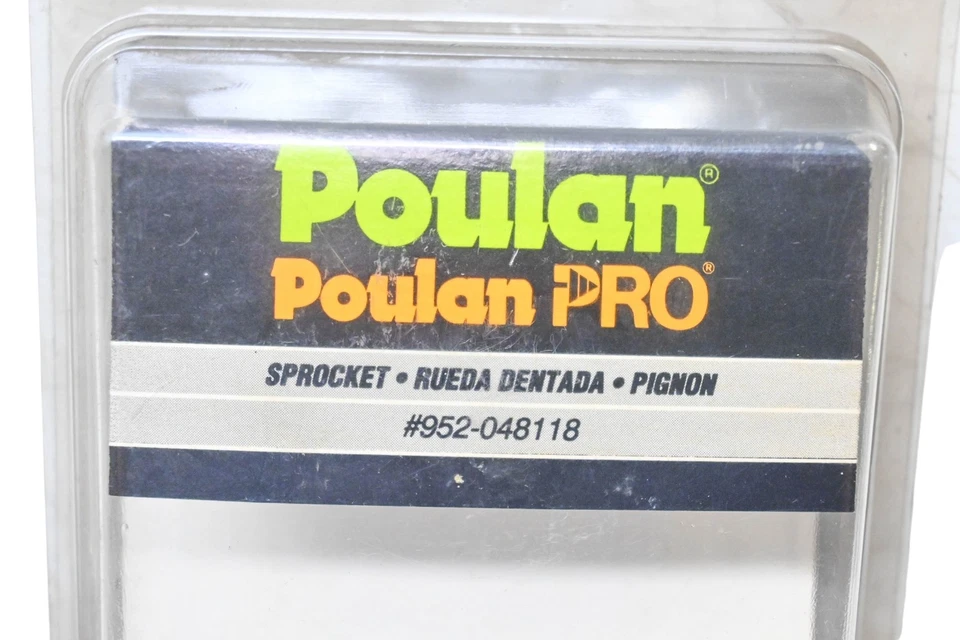 Poulan®
Poulan PRO®
SPROCKET • RUEDA DENTADA • PIGNON
#952-048118